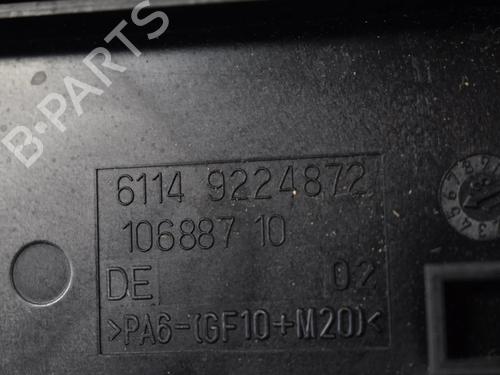 B-PARTS
6114 9224872
106887 10
DE 02
>PA6-(GF10+M20)<